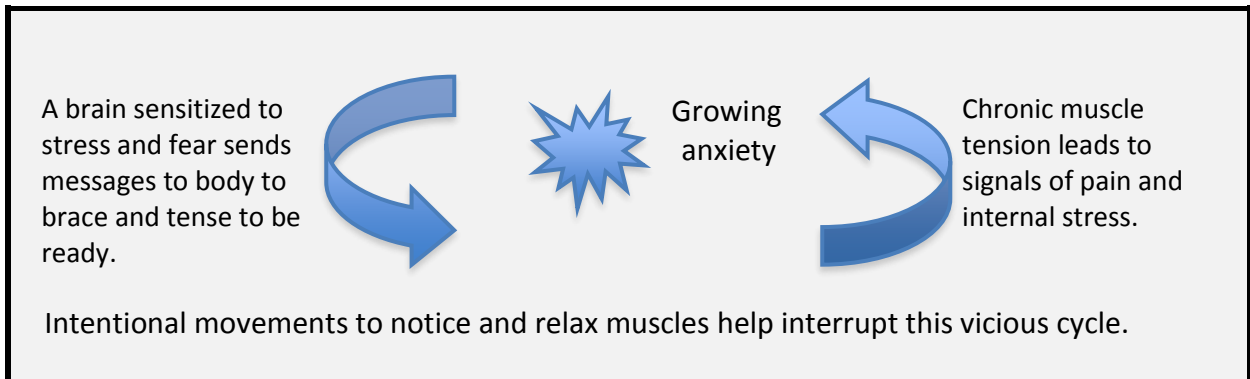 A brain sensitized to
stress and fear sends
messages to body to
brace and tense to be
ready.
Growing
anxiety
Chronic muscle
tension leads to
signals of pain and
internal stress.
Intentional movements to notice and relax muscles help interrupt this vicious cycle.